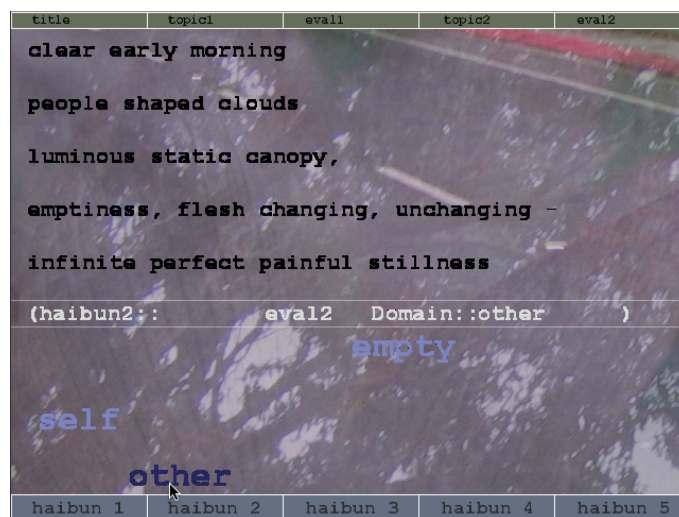 title topic1 eval1 topic2 eval2
clear early morning
people shaped clouds
luminous static canopy,
emptiness, flesh changing, unchanging -
infinite perfect painful stillness
(haibun2:: eval2 Domain::other )
empty
self
other
haibun 1 haibun 2 haibun 3 haibun 4 haibun 5